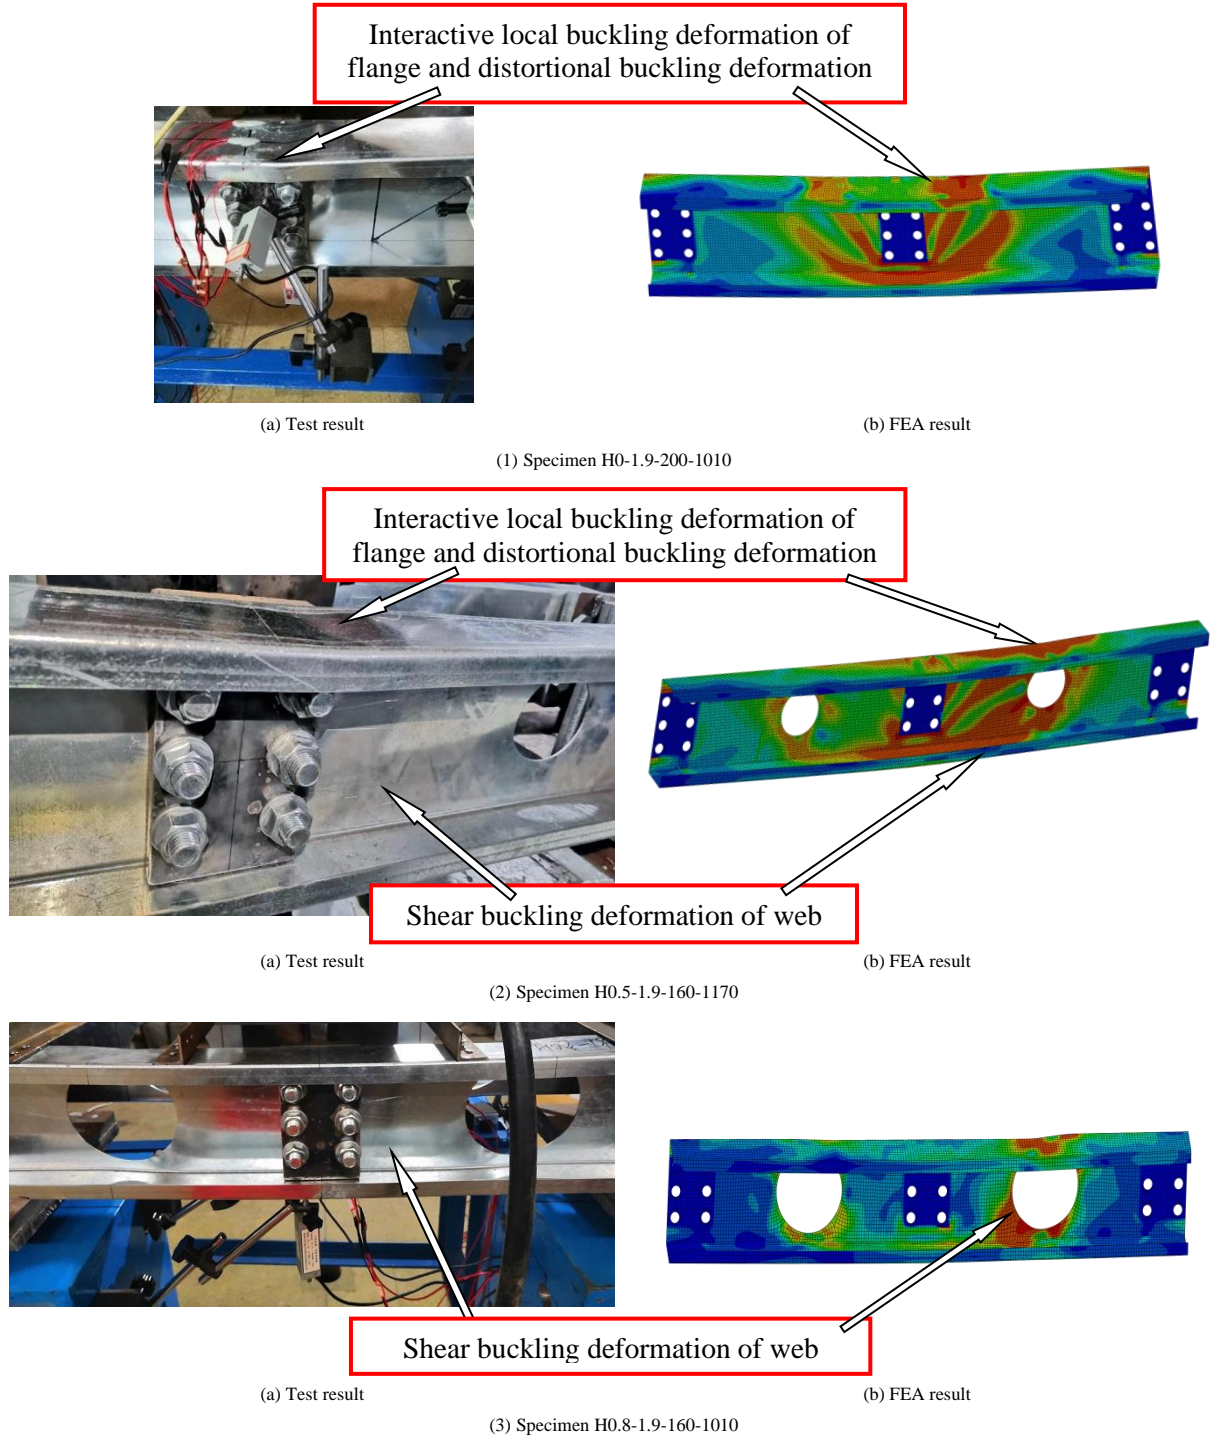 Interactive local buckling deformation of
flange and distortional buckling deformation
(a) Test result
(b) FEA result
(1) Specimen H0-1.9-200-1010
Interactive local buckling deformation of
flange and distortional buckling deformation
Shear buckling deformation of web
(a) Test result
(b) FEA result
(2) Specimen H0.5-1.9-160-1170
Shear buckling deformation of web
(a) Test result
(b) FEA result
(3) Specimen H0.8-1.9-160-1010